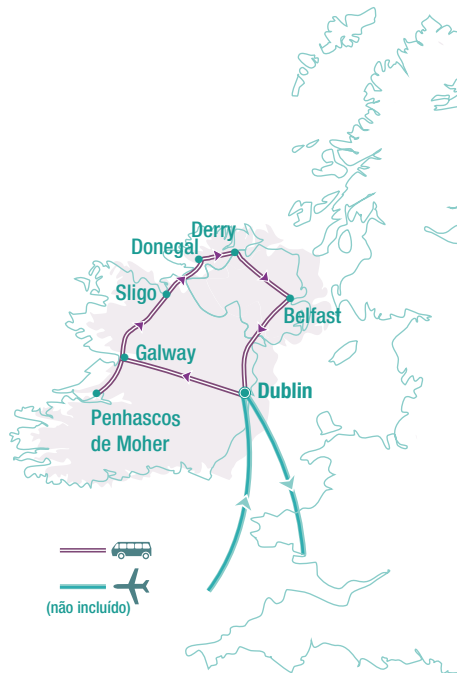 Derry
Donegal
Sligo
Belfast
Galway
Dublin
Penhascos
de Moher
(não incluído)